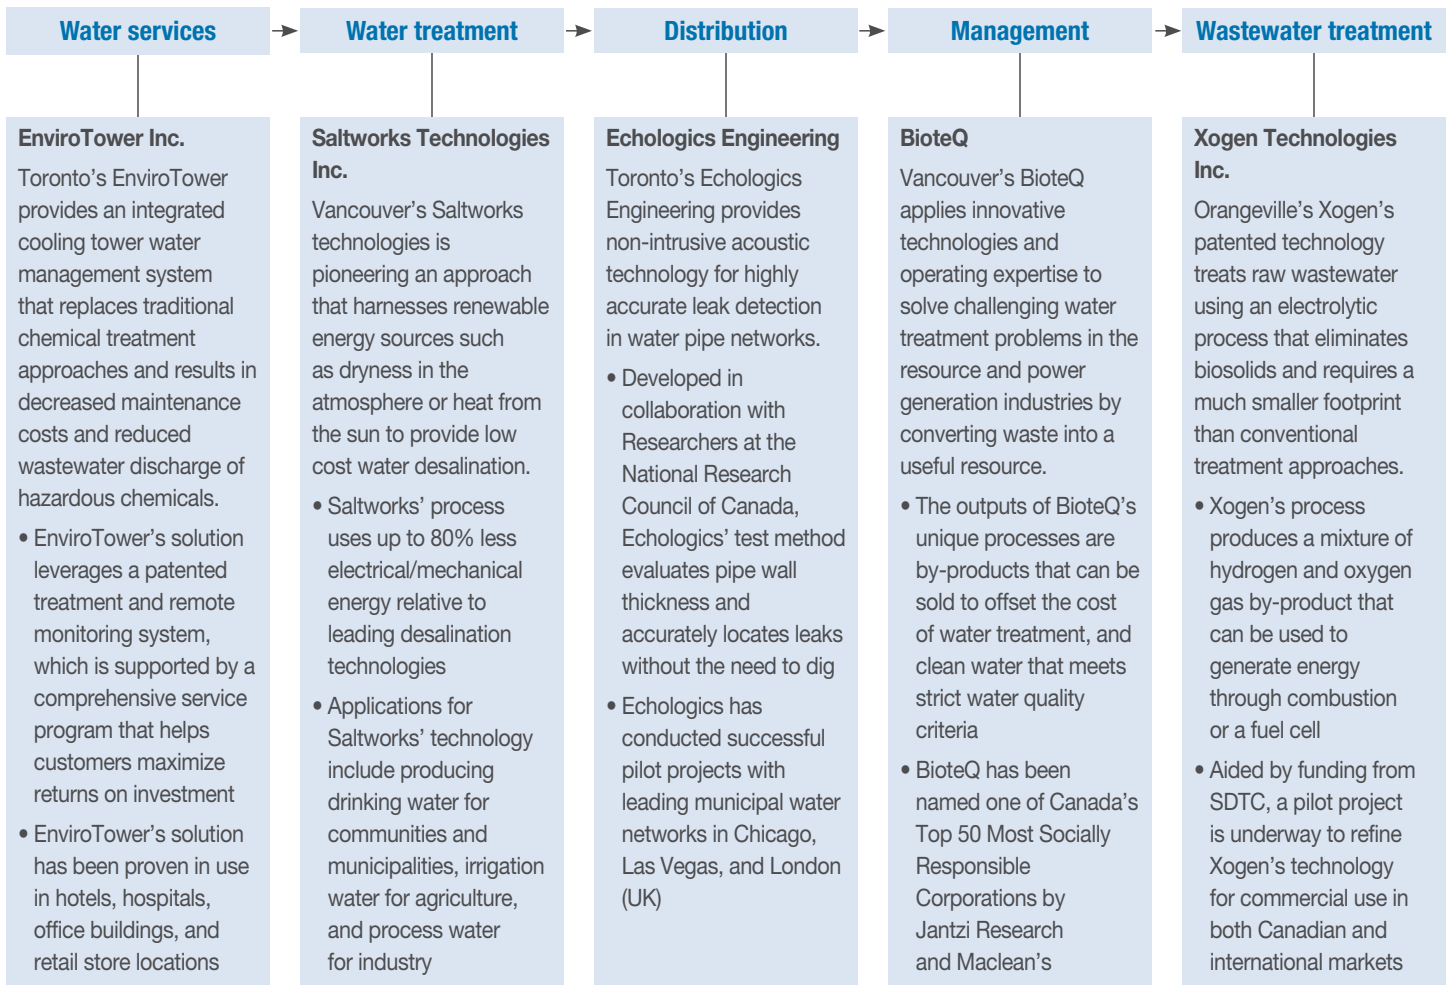 Water services
Water treatment
Distribution
Management
Wastewater treatment
EnviroTower Inc.
Toronto's EnviroTower
provides an integrated
cooling tower water
management system
that replaces traditional
chemical treatment
approaches and results in
decreased maintenance
costs and reduced
wastewater discharge of
hazardous chemicals.
• EnviroTower's solution
leverages a patented
treatment and remote
monitoring system,
which is supported by a
comprehensive service
program that helps
customers maximize
returns on investment
• EnviroTower's solution
has been proven in use
in hotels, hospitals,
office buildings, and
retail store locations
Saltworks Technologies
Inc.
Vancouver's Saltworks
technologies is
pioneering an approach
that harnesses renewable
energy sources such
as dryness in the
atmosphere or heat from
the sun to provide low
cost water desalination.
• Saltworks' process
uses up to 80% less
electrical/mechanical
energy relative to
leading desalination
technologies
• Applications for
Saltworks' technology
include producing
drinking water for
communities and
municipalities, irrigation
water for agriculture,
and process water
for industry
Echologics Engineering
Toronto's Echologics
Engineering provides
non-intrusive acoustic
technology for highly
accurate leak detection
in water pipe networks.
• Developed in
collaboration with
Researchers at the
National Research
Council of Canada,
Echologics' test method
evaluates pipe wall
thickness and
accurately locates leaks
without the need to dig
• Echologics has
conducted successful
pilot projects with
leading municipal water
networks in Chicago,
Las Vegas, and London
(UK)
BioteQ
Vancouver's BioteQ
applies innovative
technologies and
operating expertise to
solve challenging water
treatment problems in the
resource and power
generation industries by
converting waste into a
useful resource.
• The outputs of BioteQ's
unique processes are
by-products that can be
sold to offset the cost
of water treatment, and
clean water that meets
strict water quality
criteria
• BioteQ has been
named one of Canada's
Top 50 Most Socially
Responsible
Corporations by
Jantzi Research
and Maclean's
Xogen Technologies
Inc.
Orangeville's Xogen's
patented technology
treats raw wastewater
using an electrolytic
process that eliminates
biosolids and requires a
much smaller footprint
than conventional
treatment approaches.
• Xogen's process
produces a mixture of
hydrogen and oxygen
gas by-product that
can be used to
generate energy
through combustion
or a fuel cell
• Aided by funding from
SDTC, a pilot project
is underway to refine
Xogen's technology
for commercial use in
both Canadian and
international markets